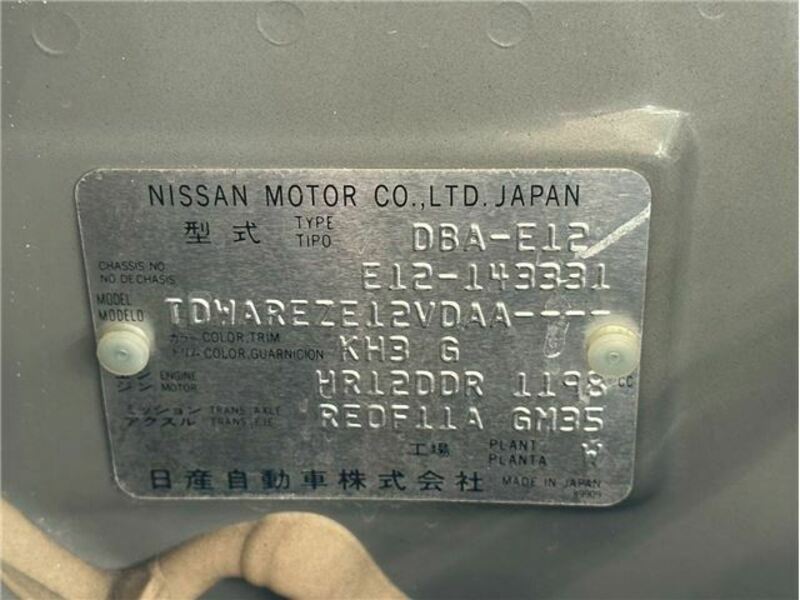 NISSAN MOTOR CO.,LTD. JAPAN
型式 TYPE TIPO DBA-E12
CHASSIS NO NO DE CHASIS E12-143331
MODEL MODELO TDWAREZE12VDAA----
カラー COLOR,TRIM トリム COLOR,GUARNICION KH3 G
エンジン ENGINE MOTOR HR12DDR 1198 CC
ミッション TRANS. AXLE アクスル TRANS. EJE RE0F11A GM35
工場 PLANT PLANTA W
日産自動車株式会社 MADE IN JAPAN